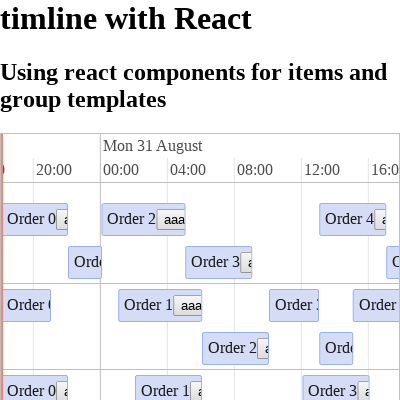 timline with React
Using react components for items and
group templates
Mon 31 August
20:00 00:00 04:00 08:00 12:00 16:0
Order 0 a Order 2 aaa Order 4 a
Orde Order 3 a
Order Order 1 aaa Order Order
Order 2 a Orde
Order 0 a Order 1 a Order 3 a